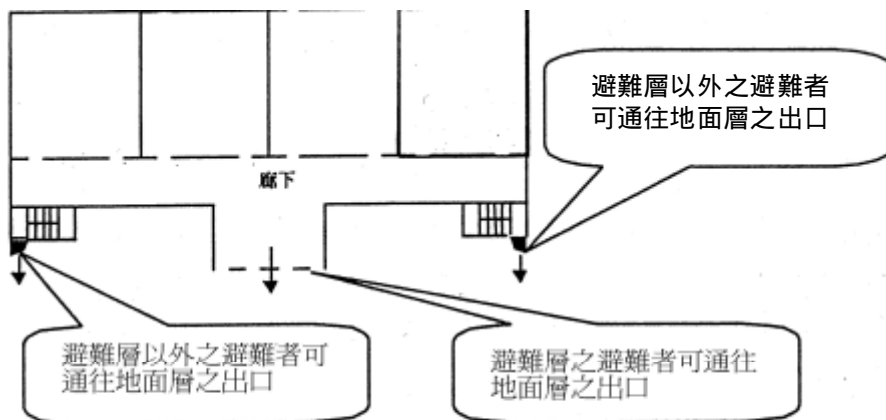 避難層以外之避難者
可通往地面層之出口
廊下
避難層以外之避難者可
通往地面層之出口
避難層之避難者可通往
地面層之出口